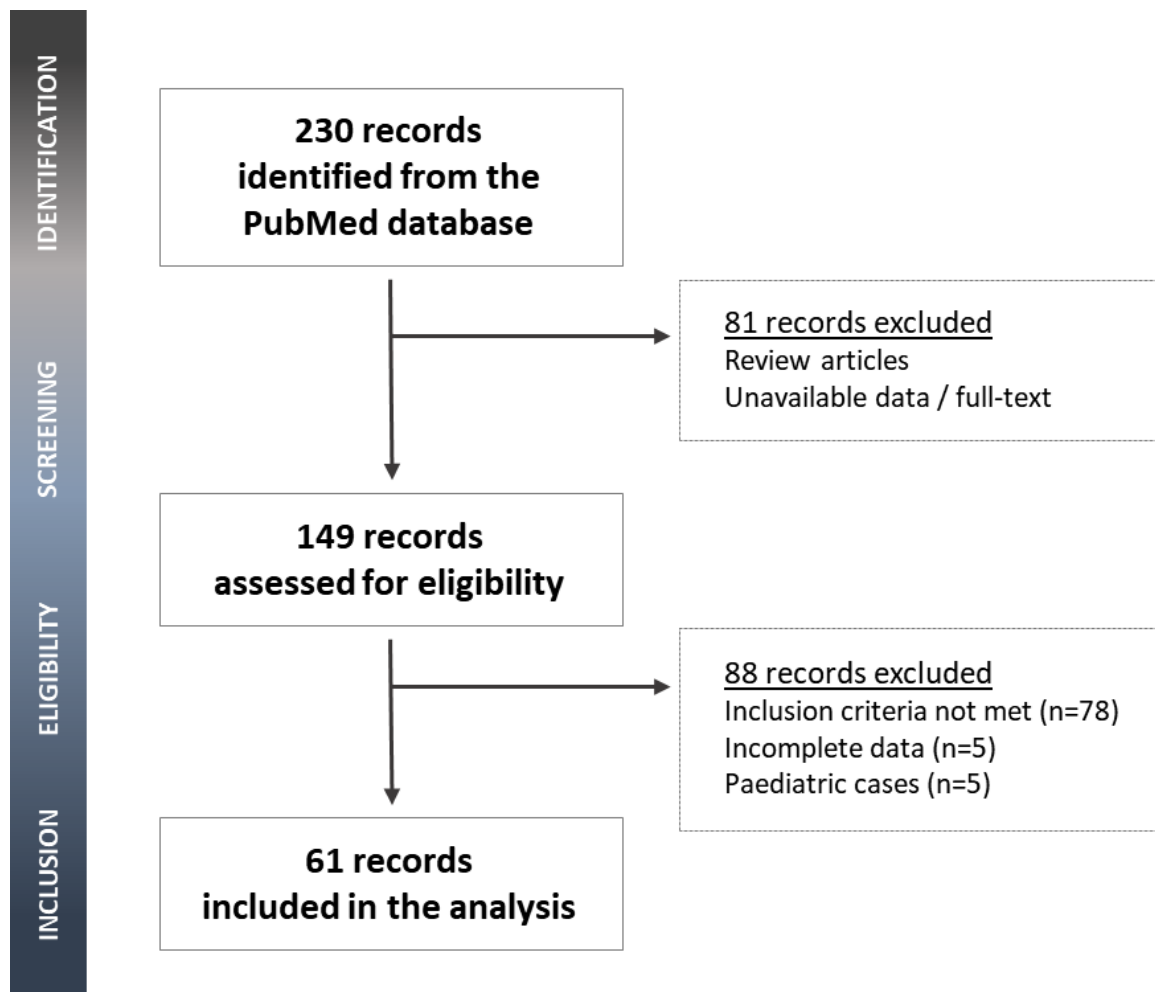 IDENTIFICATION
230 records
identified from the
PubMed database
81 records excluded
Review articles
Unavailable data / full-text
SCREENING
149 records
assessed for eligibility
ELIGIBILITY
88 records excluded
Inclusion criteria not met (n=78)
Incomplete data (n=5)
Paediatric cases (n=5)
INCLUSION
61 records
included in the analysis